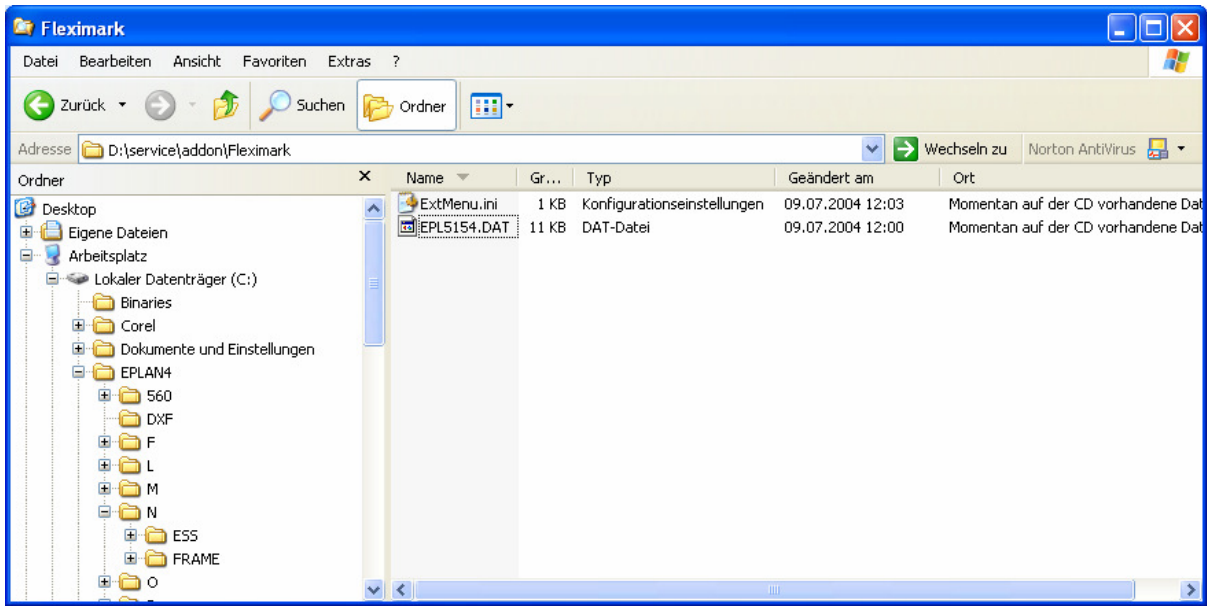 Fleximark
Datei Bearbeiten Ansicht Favoriten Extras ?
Zurück Suchen Ordner
Adresse D:\service\addon\Fleximark Wechseln zu Norton AntiVirus
Ordner x Name Gr... Typ Geändert am Ort
Desktop
Eigene Dateien
Arbeitsplatz
Lokaler Datenträger (C:)
Binaries
Corel
Dokumente und Einstellungen
EPLAN4
560
DXF
F
L
M
N
ESS
FRAME
O
ExtMenu.ini 1 KB Konfigurationseinstellungen 09.07.2004 12:03 Momentan auf der CD vorhandene Dat
EPL5154.DAT 11 KB DAT-Datei 09.07.2004 12:00 Momentan auf der CD vorhandene Dat